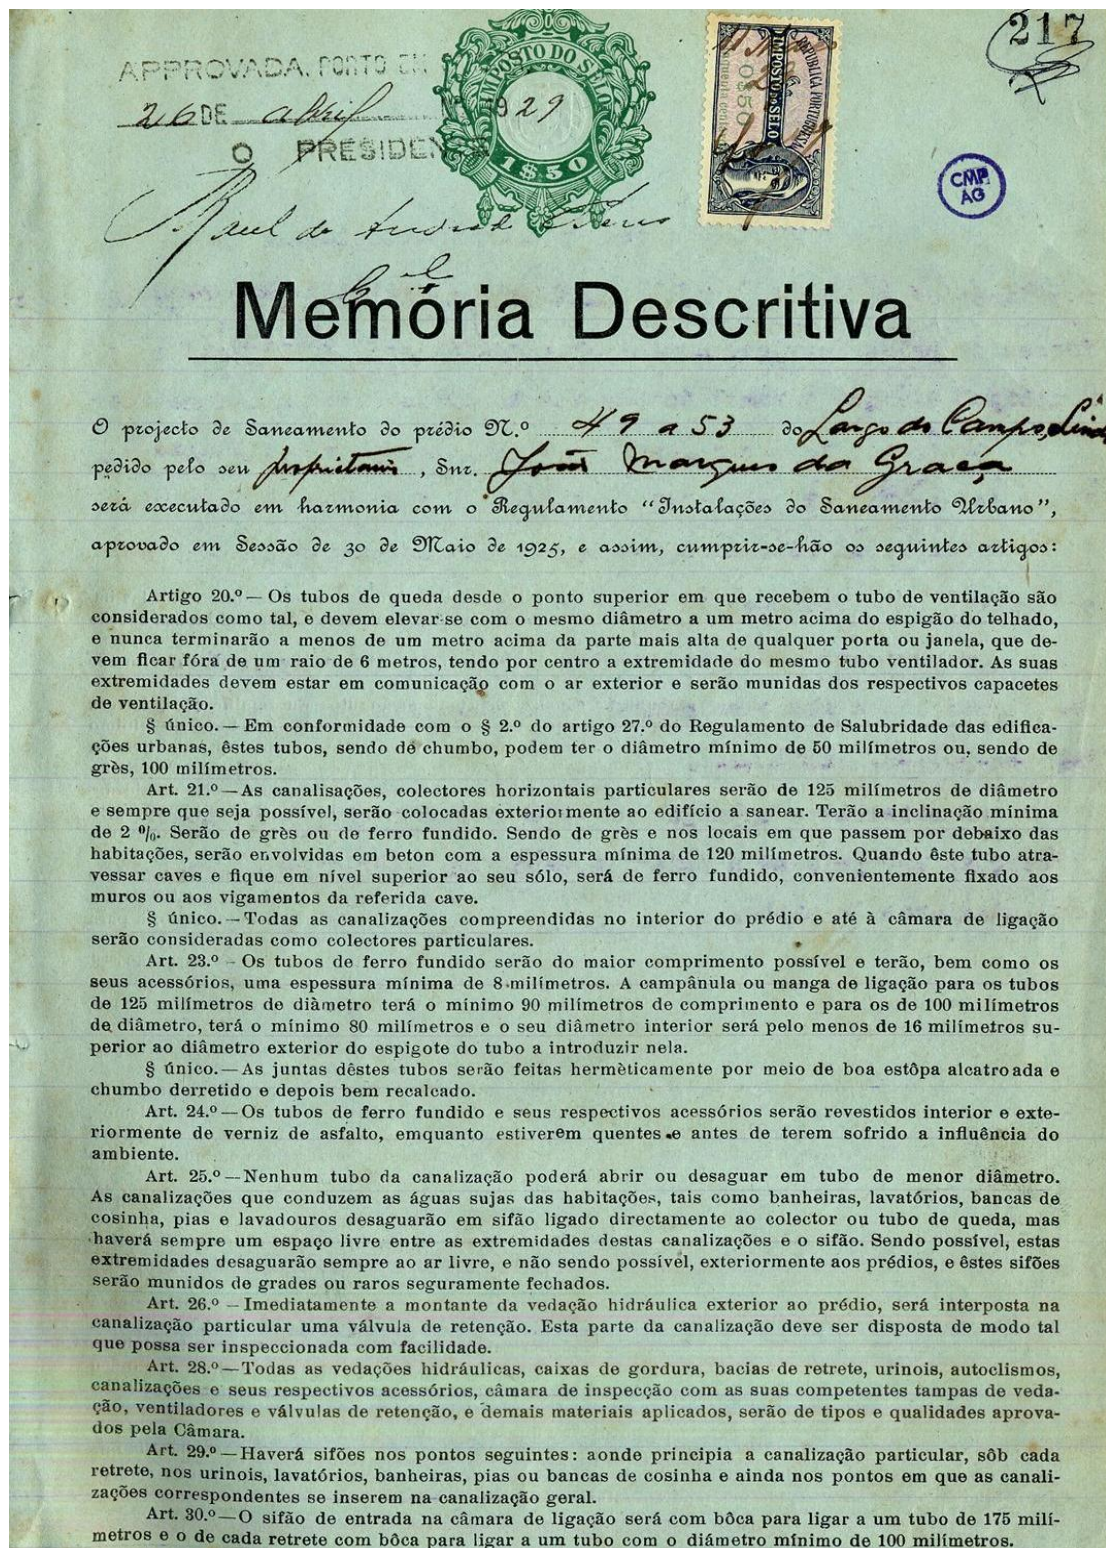 217
APPROVADA. PORTO EM
26 DE abril 1929
O PRESIDENTE
IMPOSTO DO SELO
1$50
REPUBLICA PORTUGUESA
IMPOSTO DO SELO
CMP
AG
Raul de Andrade
Memória Descritiva
O projecto de Saneamento do prédio N.º 49 a 53 do Largo do Campo Lindo
pedido pelo seu proprietario, Snr. João Marques da Graça
será executado em harmonia com o Regulamento “Instalações do Saneamento Urbano”,
aprovado em Sessão de 30 de Maio de 1925, e assim, cumprir-se-hão os seguintes artigos:
Artigo 20.º — Os tubos de queda desde o ponto superior em que recebem o tubo de ventilação são
considerados como tal, e devem elevar-se com o mesmo diâmetro a um metro acima do espigão do telhado,
e nunca terminarão a menos de um metro acima da parte mais alta de qualquer porta ou janela, que de-
vem ficar fóra de um raio de 6 metros, tendo por centro a extremidade do mesmo tubo ventilador. As suas
extremidades devem estar em comunicação com o ar exterior e serão munidas dos respectivos capacetes
de ventilação.
§ único. — Em conformidade com o § 2.º do artigo 27.º do Regulamento de Salubridade das edifica-
ções urbanas, êstes tubos, sendo de chumbo, podem ter o diâmetro mínimo de 50 milímetros ou, sendo de
grès, 100 milímetros.
Art. 21.º — As canalisações, colectores horizontais particulares serão de 125 milímetros de diâmetro
e sempre que seja possível, serão colocadas exteriormente ao edifício a sanear. Terão a inclinação mínima
de 2 %. Serão de grès ou de ferro fundido. Sendo de grès e nos locais em que passem por debaixo das
habitações, serão envolvidas em beton com a espessura mínima de 120 milímetros. Quando êste tubo atra-
vessar caves e fique em nível superior ao seu sólo, será de ferro fundido, convenientemente fixado aos
muros ou aos vigamentos da referida cave.
§ único. — Todas as canalizações compreendidas no interior do prédio e até à câmara de ligação
serão consideradas como colectores particulares.
Art. 23.º - Os tubos de ferro fundido serão do maior comprimento possível e terão, bem como os
seus acessórios, uma espessura mínima de 8 milímetros. A campânula ou manga de ligação para os tubos
de 125 milímetros de diàmetro terá o mínimo 90 milímetros de comprimento e para os de 100 milímetros
de diâmetro, terá o mínimo 80 milímetros e o seu diâmetro interior será pelo menos de 16 milímetros su-
perior ao diâmetro exterior do espigote do tubo a introduzir nela.
§ único. — As juntas dêstes tubos serão feitas hermèticamente por meio de boa estôpa alcatroada e
chumbo derretido e depois bem recalcado.
Art. 24.º — Os tubos de ferro fundido e seus respectivos acessórios serão revestidos interior e exte-
riormente de verniz de asfalto, emquanto estiverem quentes e antes de terem sofrido a influência do
ambiente.
Art. 25.º — Nenhum tubo da canalização poderá abrir ou desaguar em tubo de menor diâmetro.
As canalizações que conduzem as águas sujas das habitações, tais como banheiras, lavatórios, bancas de
cosinha, pias e lavadouros desaguarão em sifão ligado directamente ao colector ou tubo de queda, mas
haverá sempre um espaço livre entre as extremidades destas canalizações e o sifão. Sendo possível, estas
extremidades desaguarão sempre ao ar livre, e não sendo possível, exteriormente aos prédios, e êstes sifões
serão munidos de grades ou raros seguramente fechados.
Art. 26.º — Imediatamente a montante da vedação hidráulica exterior ao prédio, será interposta na
canalização particular uma válvula de retenção. Esta parte da canalização deve ser disposta de modo tal
que possa ser inspeccionada com facilidade.
Art. 28.º — Todas as vedações hidráulicas, caixas de gordura, bacias de retrete, urinois, autoclismos,
canalizações e seus respectivos acessórios, câmara de inspecção com as suas competentes tampas de veda-
ção, ventiladores e válvulas de retenção, e demais materiais aplicados, serão de tipos e qualidades aprova-
dos pela Câmara.
Art. 29.º — Haverá sifões nos pontos seguintes: aonde principia a canalização particular, sôb cada
retrete, nos urinois, lavatórios, banheiras, pias ou bancas de cosinha e ainda nos pontos em que as canali-
zações correspondentes se inserem na canalização geral.
Art. 30.º — O sifão de entrada na câmara de ligação será com bôca para ligar a um tubo de 175 milí-
metros e o de cada retrete com bôca para ligar a um tubo com o diámetro mínimo de 100 milímetros.